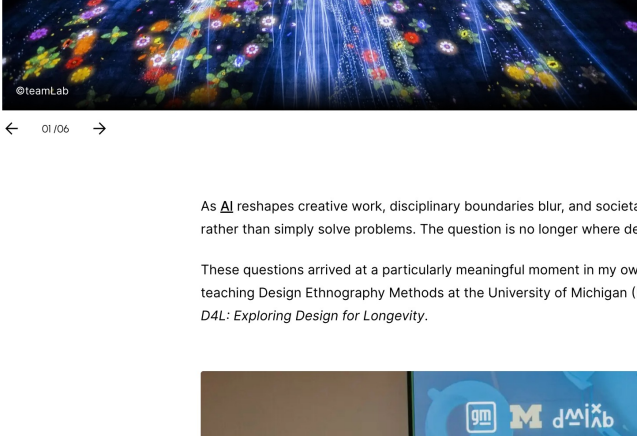 ©teamLab
01/06
As AI reshapes creative work, disciplinary boundaries blur, and societa
rather than simply solve problems. The question is no longer where de
These questions arrived at a particularly meaningful moment in my ow
teaching Design Ethnography Methods at the University of Michigan (
D4L: Exploring Design for Longevity.
gm M